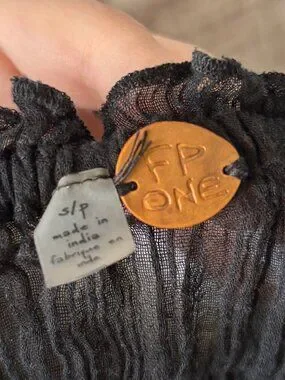 FP
ONE
s/p
made in
india
fabriqué en
inde